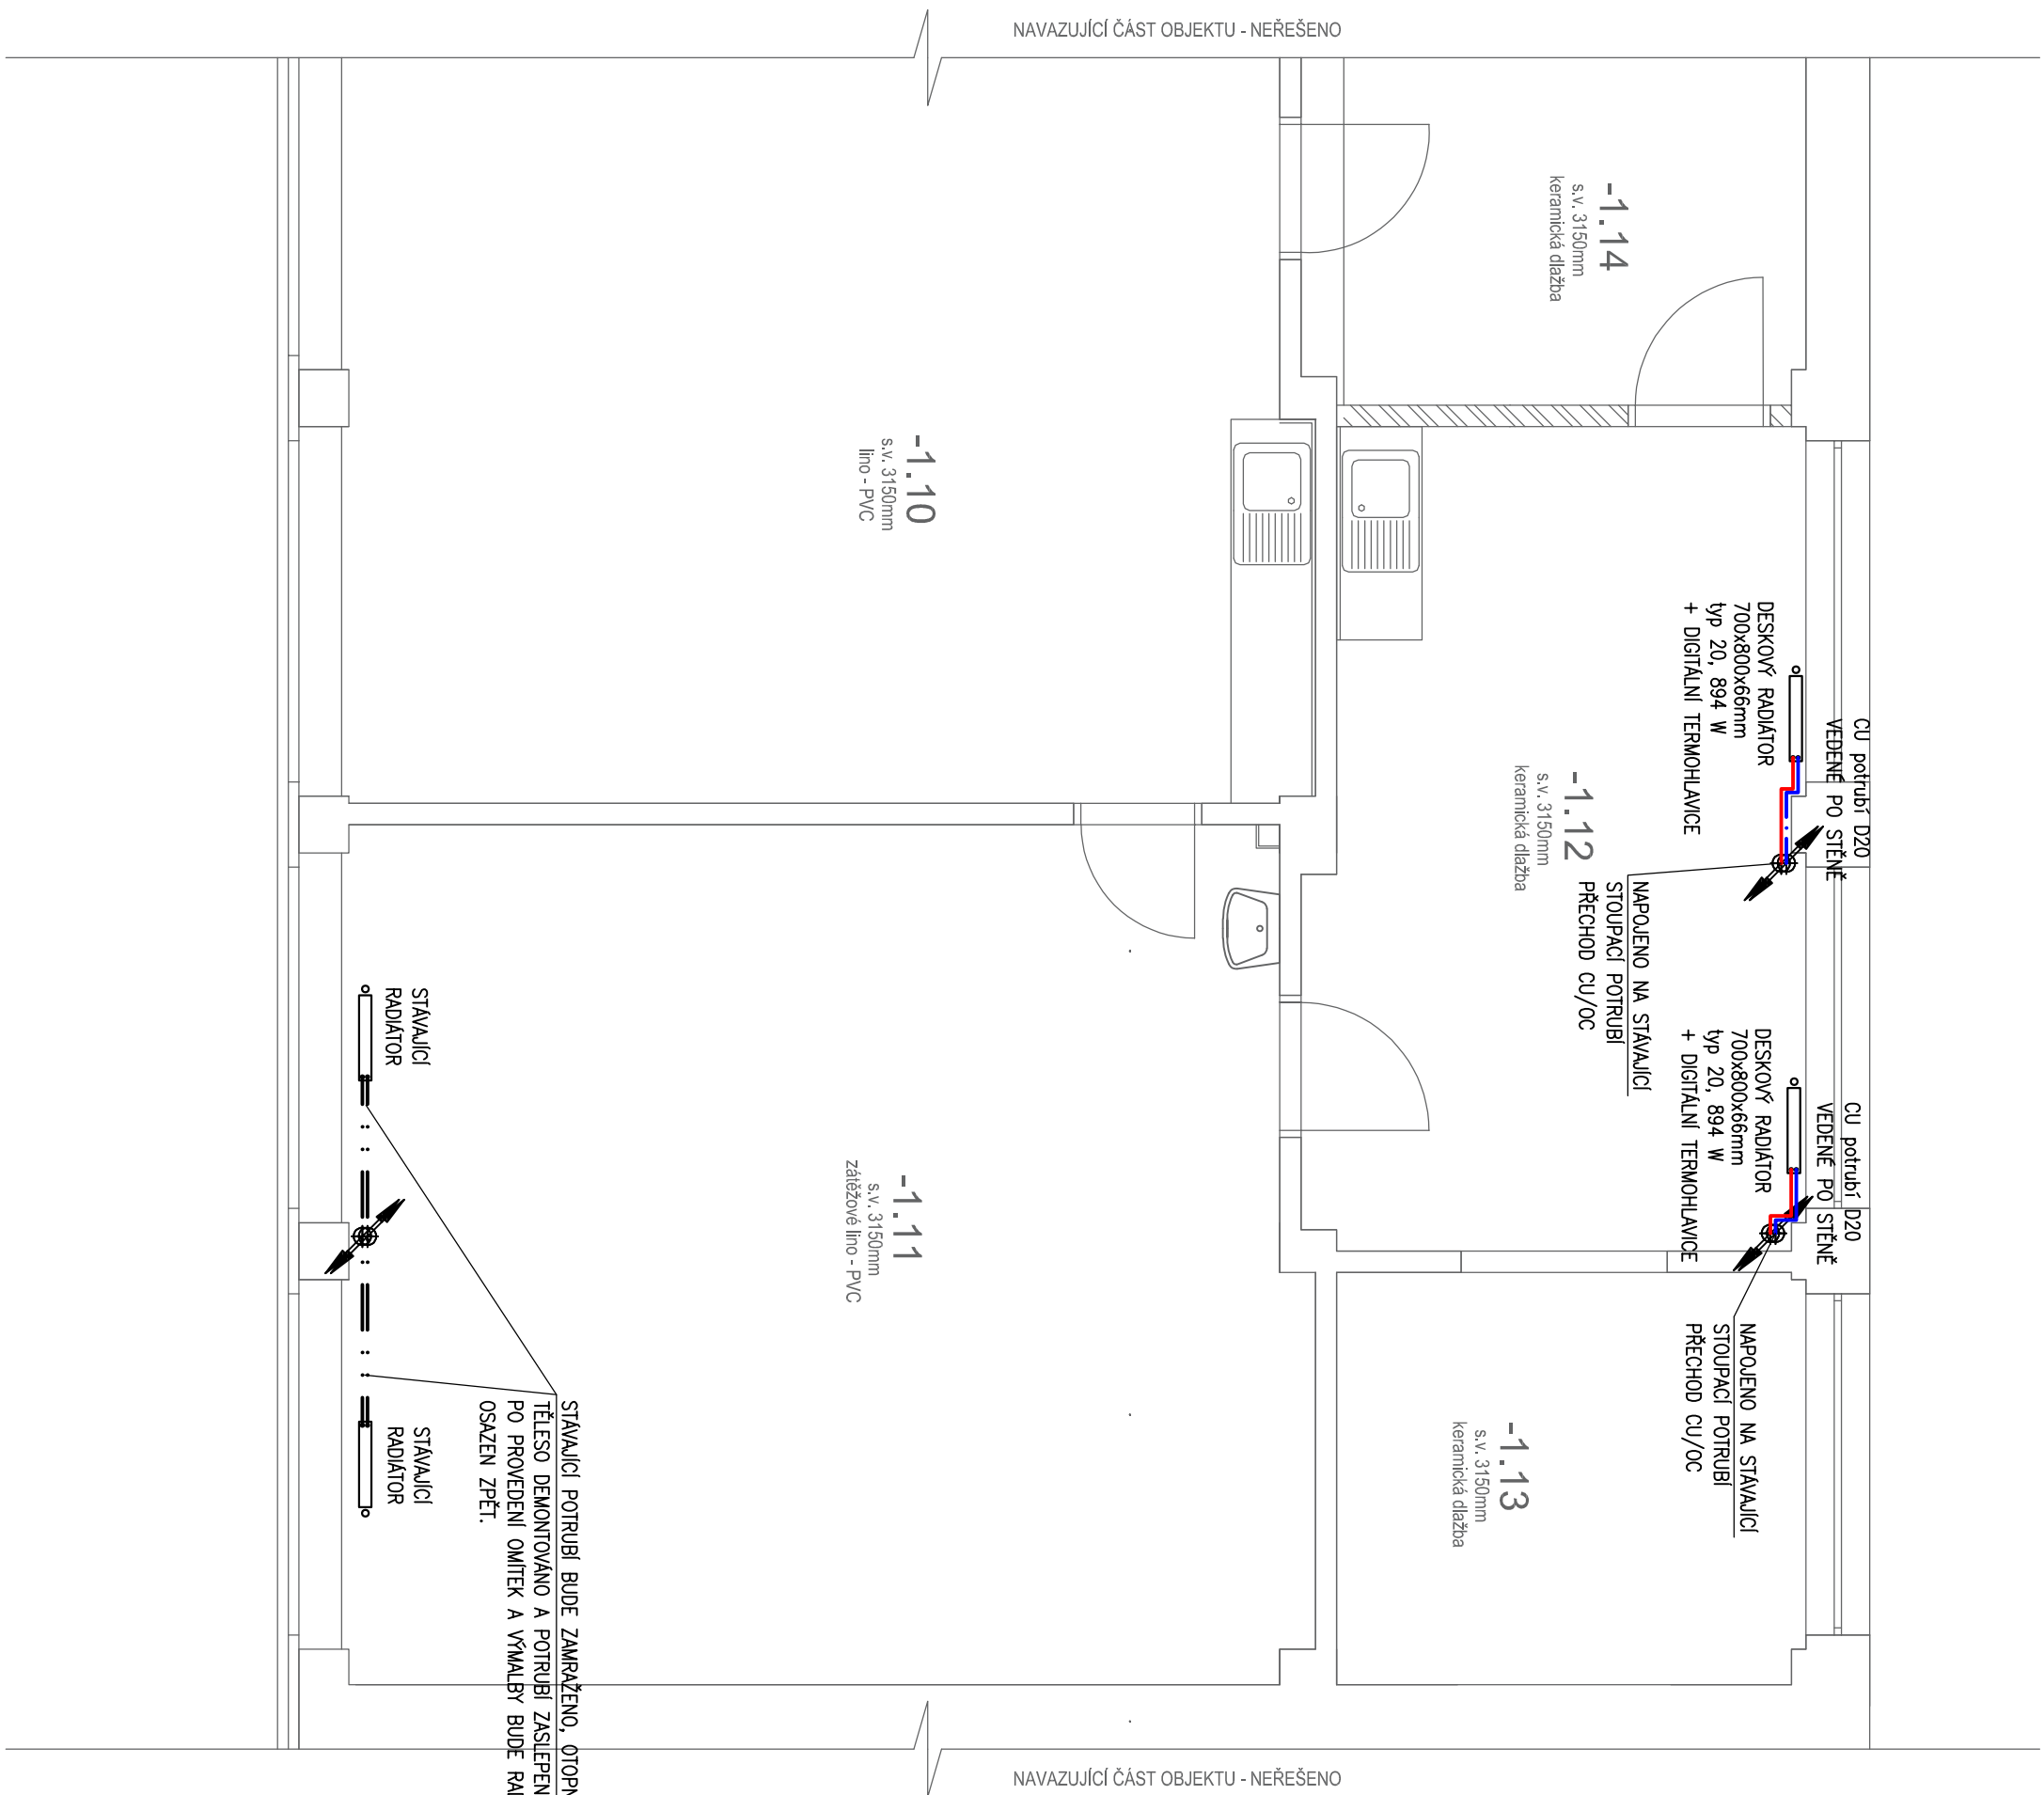 NAVAZUJÍCÍ ČÁST OBJEKTU - NEŘEŠENO
-1.14
s.v. 3150mm
keramická dlažba
-1.10
s.v. 3150mm
lino - PVC
CU potrubí D20
VEDENÉ PO STĚNĚ
DESKOVÝ RADIÁTOR
700x800x66mm
typ 20, 894 W
+ DIGITÁLNÍ TERMOHLAVICE
-1.12
s.v. 3150mm
keramická dlažba
NAPOJENO NA STÁVAJÍCÍ
STOUPACÍ POTRUBÍ
PŘECHOD CU/OC
CU potrubí D20
VEDENÉ PO STĚNĚ
DESKOVÝ RADIÁTOR
700x800x66mm
typ 20, 894 W
+ DIGITÁLNÍ TERMOHLAVICE
NAPOJENO NA STÁVAJÍCÍ
STOUPACÍ POTRUBÍ
PŘECHOD CU/OC
STÁVAJÍCÍ
RADIÁTOR
-1.11
s.v. 3150mm
zátěžové lino - PVC
-1.13
s.v. 3150mm
keramická dlažba
STÁVAJÍCÍ
RADIÁTOR
STÁVAJÍCÍ POTRUBÍ BUDE ZAMRAŽENO,
TĚLESO DEMONTOVÁNO A POTRUBÍ
PO PROVEDENÍ OMÍTEK A VÝMALBY BUDE
OSAZEN ZPĚT.
NAVAZUJÍCÍ ČÁST OBJEKTU - NEŘEŠENO